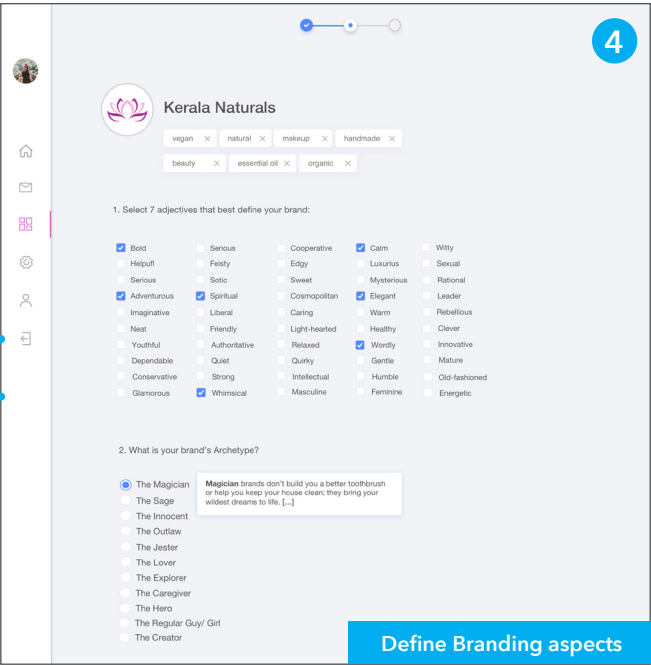 4
Kerala Naturals
vegan × natural × makeup × handmade ×
beauty × essential oil × organic ×
1. Select 7 adjectives that best define your brand:
Bold Serious Cooperative Calm Witty
Helpufl Feisty Edgy Luxurius Sexual
Serious Sotic Sweet Mysterious Rational
Adventurous Spiritual Cosmopolitan Elegant Leader
Imaginative Liberal Caring Warm Rebellious
Neat Friendly Light-hearted Healthy Clever
Youthful Authoritative Relaxed Wordly Innovative
Dependable Quiet Quirky Gentle Mature
Conservative Strong Intellectual Humble Old-fashioned
Glamorous Whimsical Masculine Feminine Energetic
2. What is your brand's Archetype?
The Magician
The Sage
The Innocent
The Outlaw
The Jester
The Lover
The Explorer
The Caregiver
The Hero
The Regular Guy/ Girl
The Creator
Magician brands don't build you a better toothbrush
or help you keep your house clean; they bring your
wildest dreams to life. [...]
Define Branding aspects